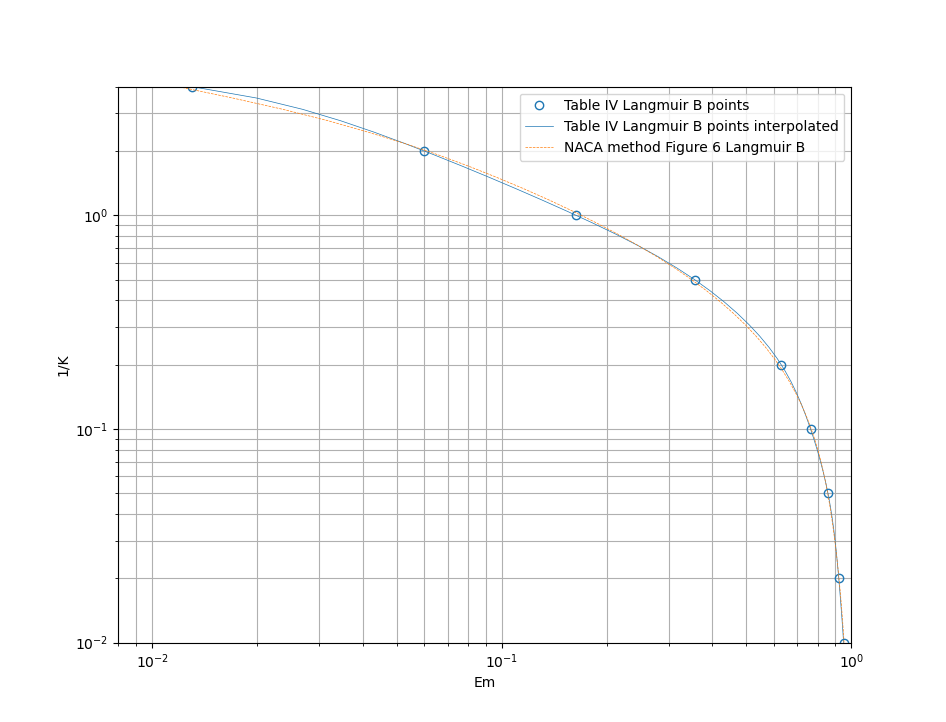 Table IV Langmuir B points
Table IV Langmuir B points interpolated
NACA method Figure 6 Langmuir B
10⁰
10⁻¹
10⁻²
1/K
10⁻²
10⁻¹
10⁰
Em